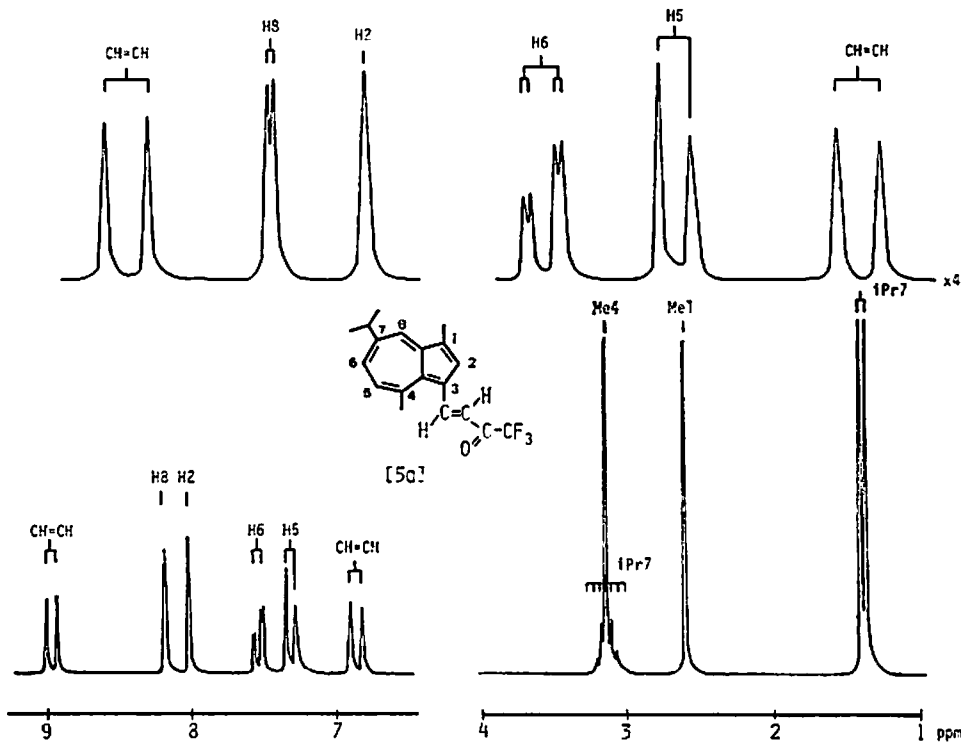 CH=CH
H8
H2
H6
H5
CH=CH
x4
iPr7
Me4
Me1
7
8
1
6
2
5
4
3
H
C=C
H
C-CF3
O
[5a]
H8 H2
CH=CH
H6
H5
CH=CH
iPr7
9 8 7 4 3 2 1 ppm